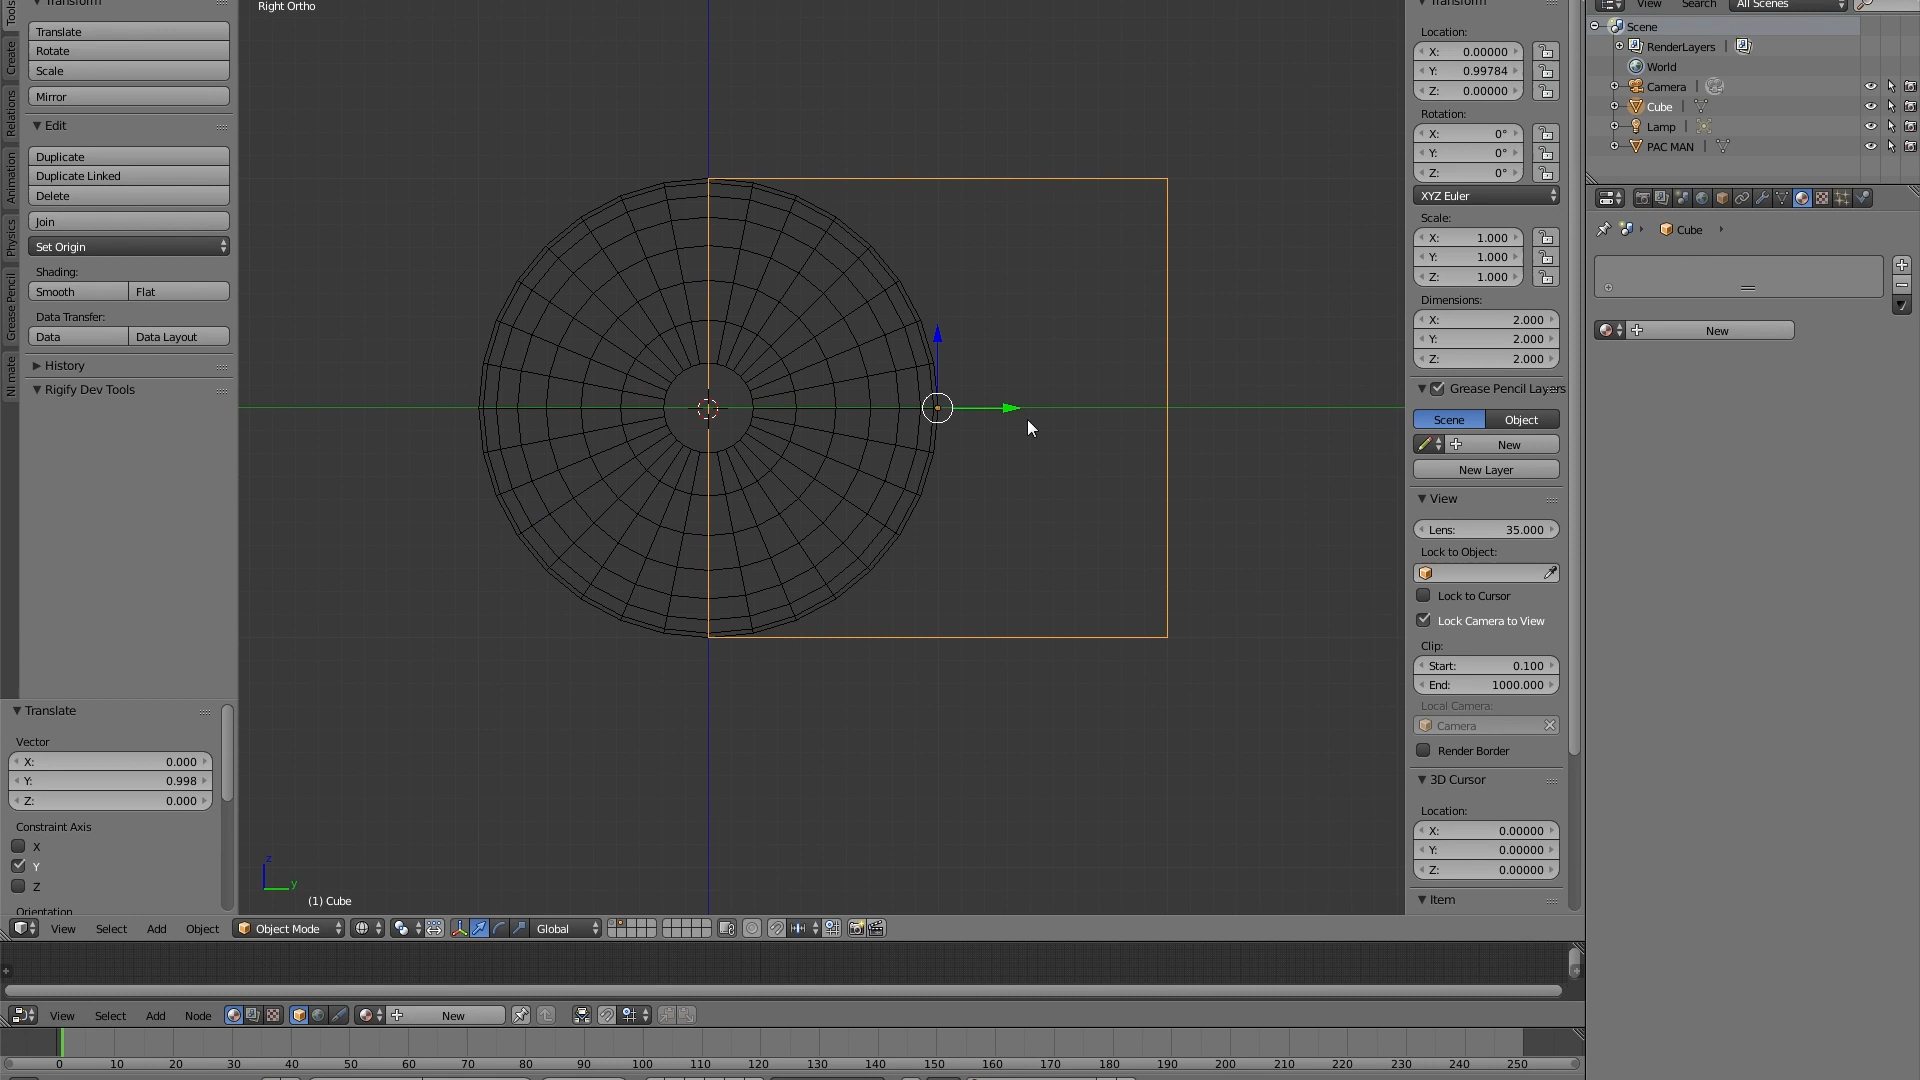 Transform
Translate
Rotate
Scale
Mirror
Edit
Duplicate
Duplicate Linked
Delete
Join
Set Origin
Shading:
Smooth Flat
Data Transfer:
Data Data Layout
History
Rigify Dev Tools
Tools
Create
Relations
Animation
Physics
Grease Pencil
NI mate
Translate
Vector
X: 0.000
Y: 0.998
Z: 0.000
Constraint Axis
X
Y
Z
Orientation
Right Ortho
z
y
(1) Cube
View Select Add Object Object Mode Global
View Select Add Node New
0 10 20 30 40 50 60 70 80 90 100 110 120 130 140 150 160 170 180 190 200 210 220 230 240 250
Transform
Location:
X: 0.00000
Y: 0.99784
Z: 0.00000
Rotation:
X: 0°
Y: 0°
Z: 0°
XYZ Euler
Scale:
X: 1.000
Y: 1.000
Z: 1.000
Dimensions:
X: 2.000
Y: 2.000
Z: 2.000
Grease Pencil Layers
Scene Object
New
New Layer
View
Lens: 35.000
Lock to Object:
Lock to Cursor
Lock Camera to View
Clip:
Start: 0.100
End: 1000.000
Local Camera:
Camera
Render Border
3D Cursor
Location:
X: 0.00000
Y: 0.00000
Z: 0.00000
Item
View Search All Scenes
Scene
RenderLayers
World
Camera
Cube
Lamp
PAC MAN
Cube
New